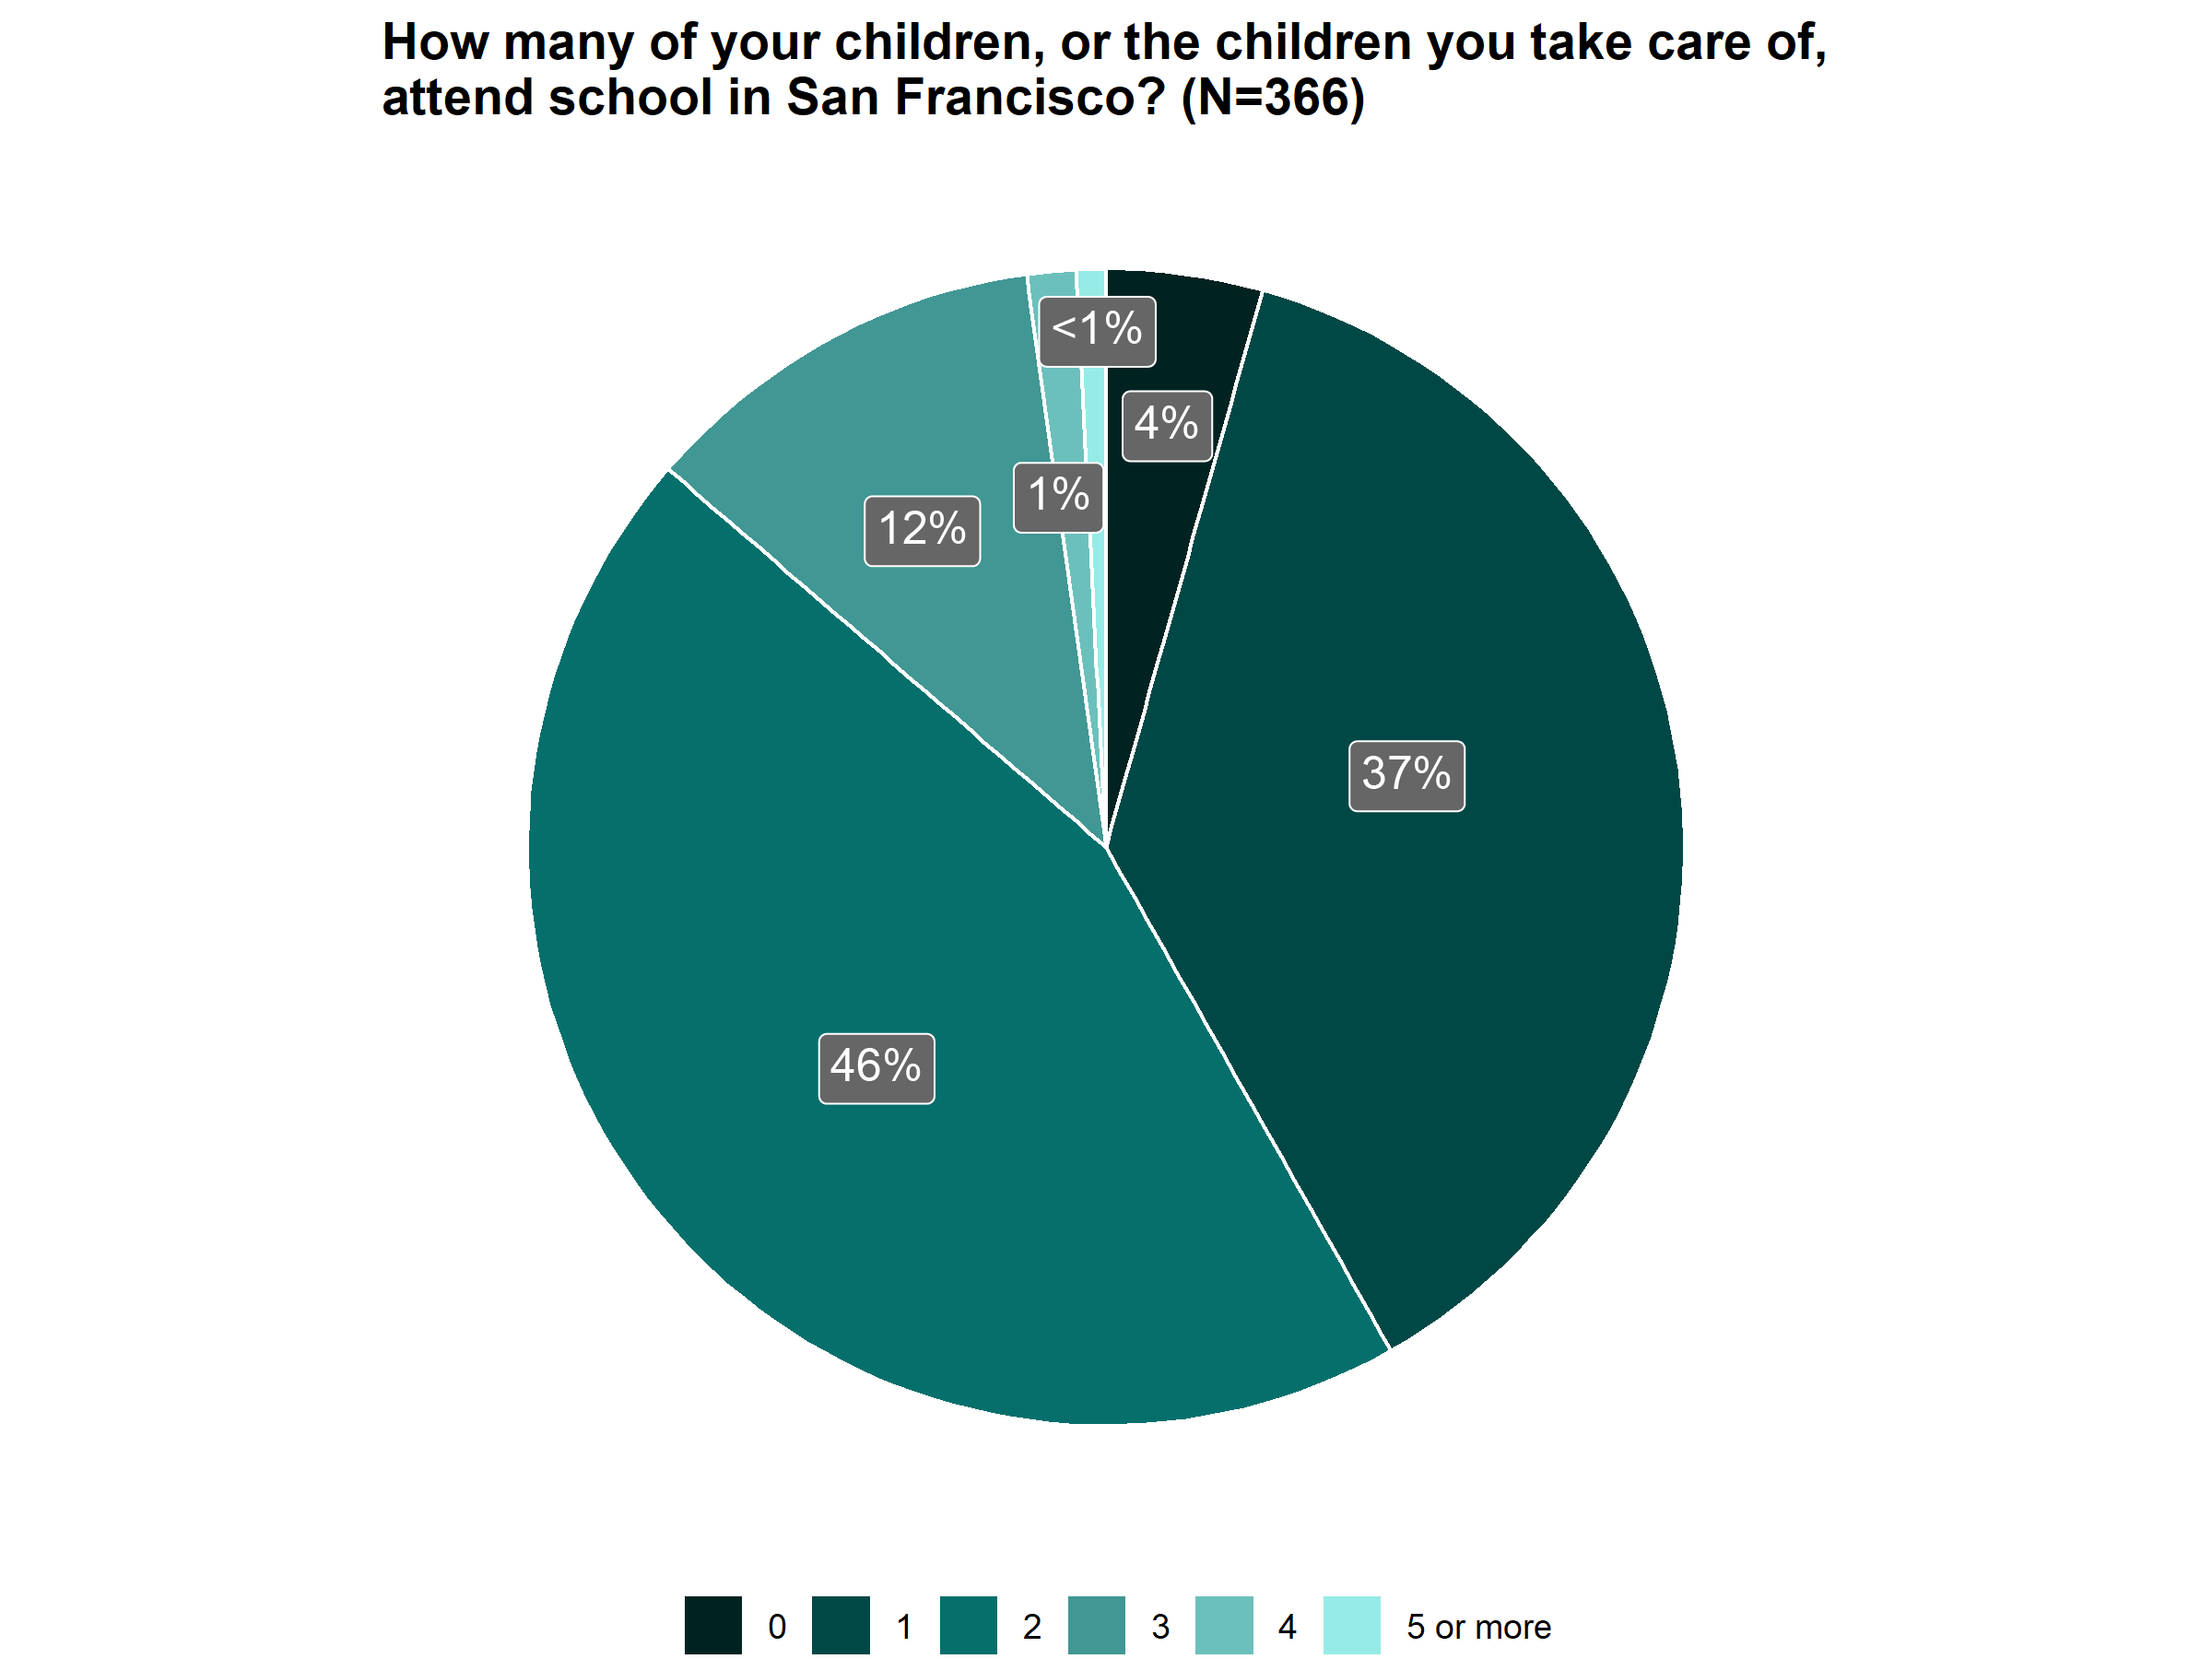 How many of your children, or the children you take care of,
attend school in San Francisco? (N=366)
<1%
4%
1%
12%
37%
46%
0 1 2 3 4 5 or more